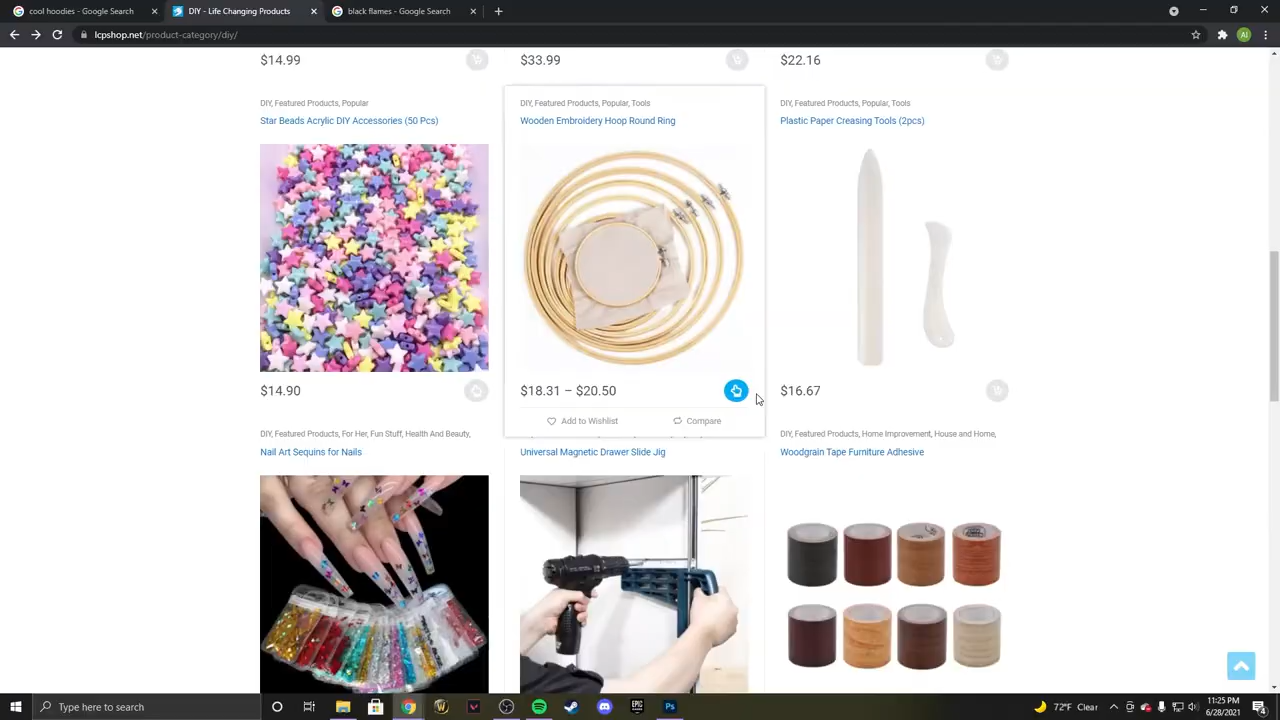 cool hoodies - Google Search
DIY - Life Changing Products
black flames - Google Search
lcpshop.net/product-category/diy/
Al
$14.99
$33.99
$22.16
DIY, Featured Products, Popular
Star Beads Acrylic DIY Accessories (50 Pcs)
$14.90
DIY, Featured Products, Popular, Tools
Wooden Embroidery Hoop Round Ring
$18.31 – $20.50
Add to Wishlist
Compare
DIY, Featured Products, Popular, Tools
Plastic Paper Creasing Tools (2pcs)
$16.67
DIY, Featured Products, For Her, Fun Stuff, Health And Beauty,
Nail Art Sequins for Nails
Universal Magnetic Drawer Slide Jig
DIY, Featured Products, Home Improvement, House and Home,
Woodgrain Tape Furniture Adhesive
Type here to search
EPIC
Ps
72°F Clear
11:25 PM
6/28/2021